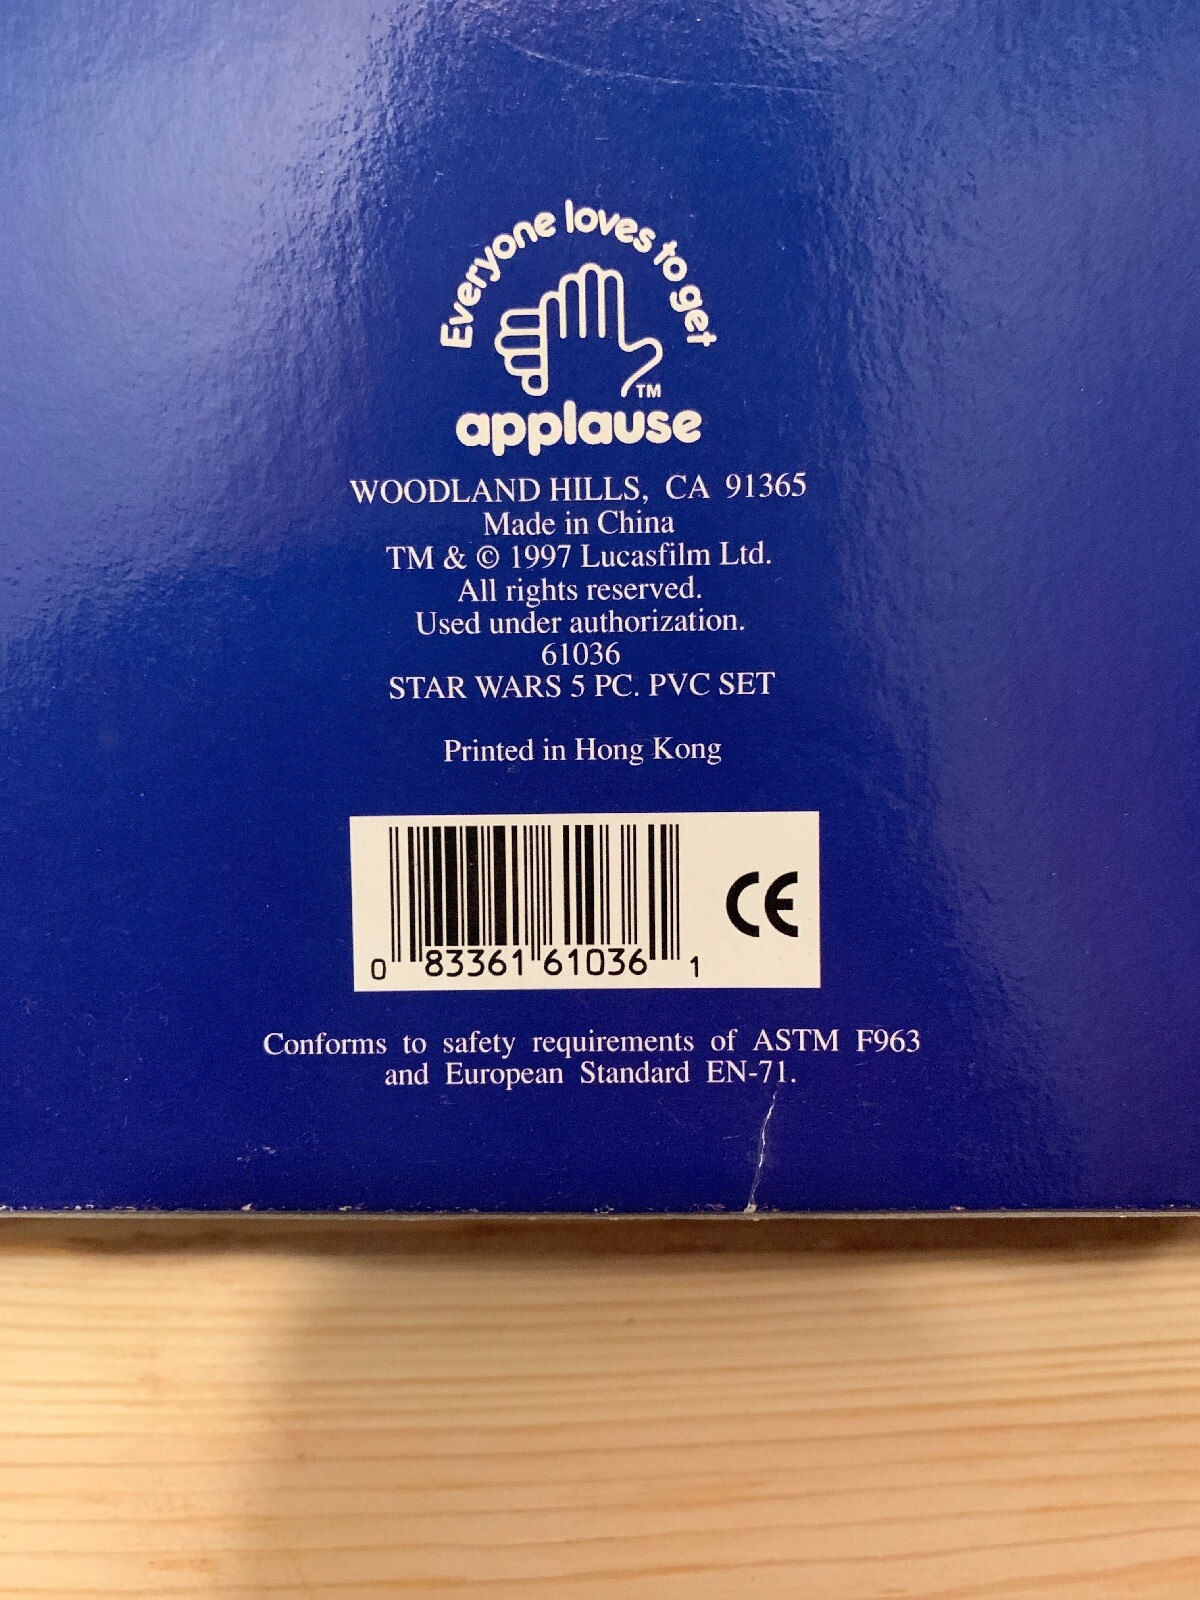 Everyone loves to get
TM
applause
WOODLAND HILLS, CA 91365
Made in China
TM & © 1997 Lucasfilm Ltd.
All rights reserved.
Used under authorization.
61036
STAR WARS 5 PC. PVC SET
Printed in Hong Kong
CE
0 83361 61036 1
Conforms to safety requirements of ASTM F963
and European Standard EN-71.